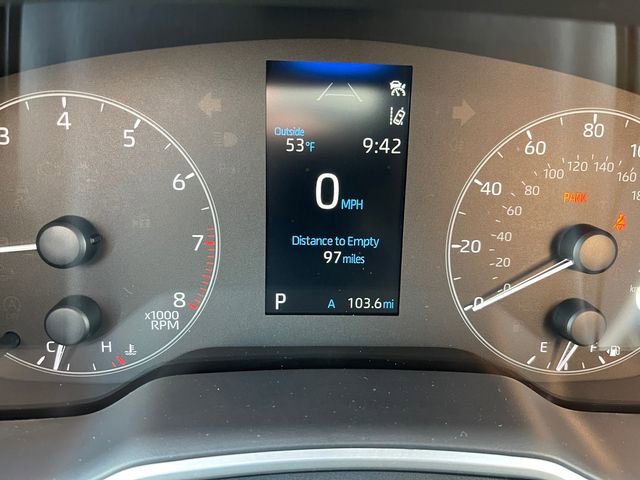 Outside
53°F
9:42
0 MPH
Distance to Empty
97 miles
P A 103.6 mi
3 4 5 6 7 8
x1000
RPM
C H
0 20 40 60 80
0 20 40 60 80 100 120 140 160
PARK
E F